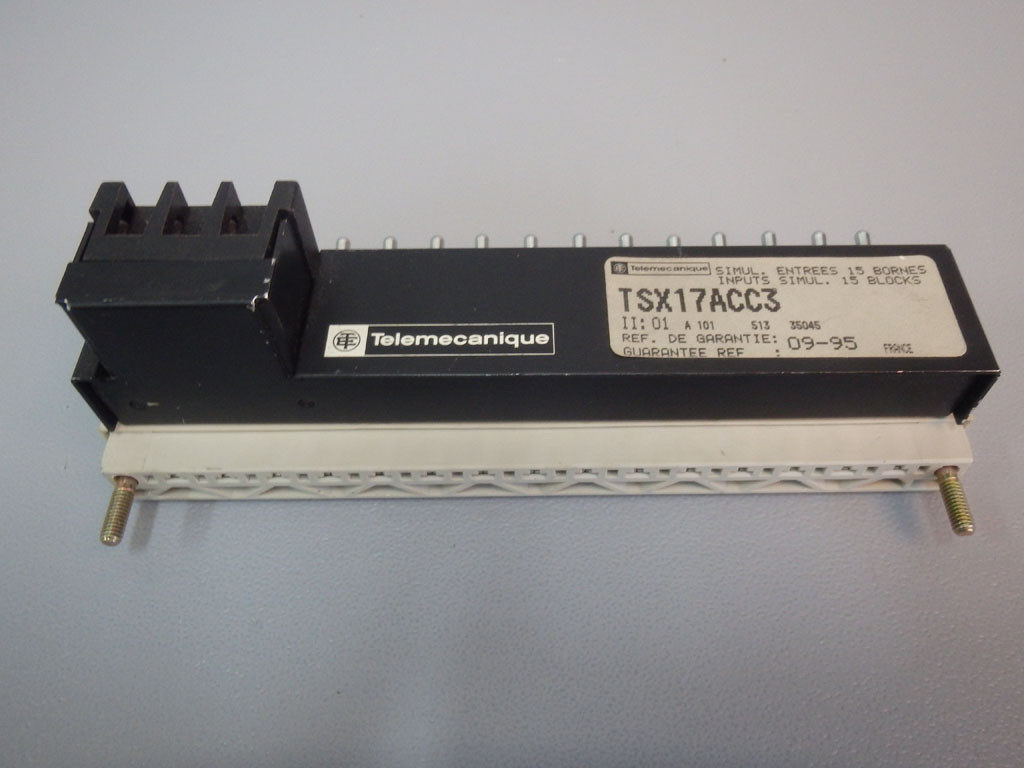 Telemecanique
Telemecanique SIMUL. ENTREES 15 BORNES
INPUTS SIMUL. 15 BLOCKS
TSX17ACC3
II: 01 A 101 S13 35045
REF. DE GARANTIE: 09-95
GUARANTEE REF : FRANCE